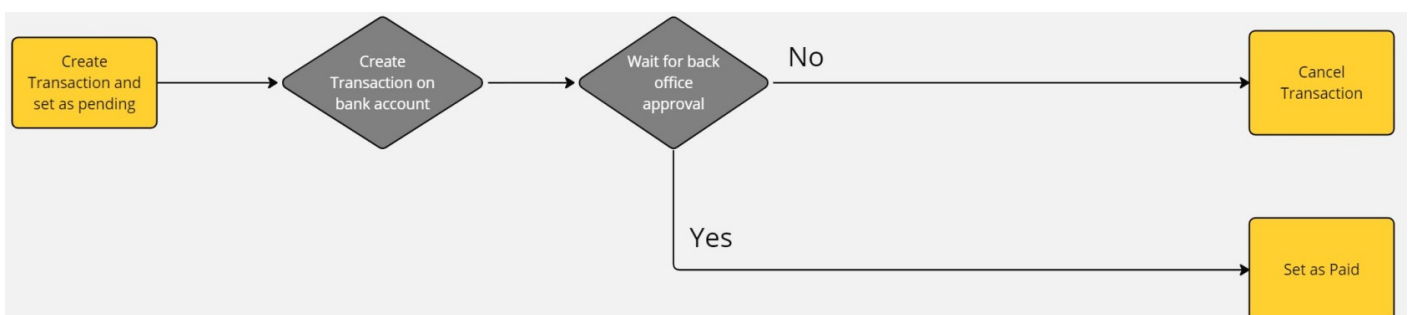 Create
Transaction and
set as pending
Create
Transaction on
bank account
Wait for back
office
approval
No
Cancel
Transaction
Yes
Set as Paid